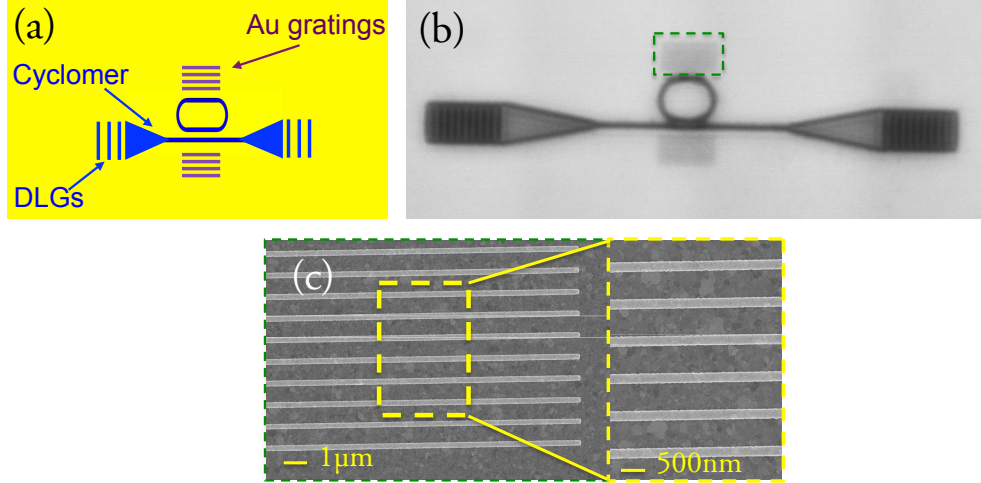 (a)
Au gratings
Cyclomer
DLGs
(b)
(c)
1μm
500nm